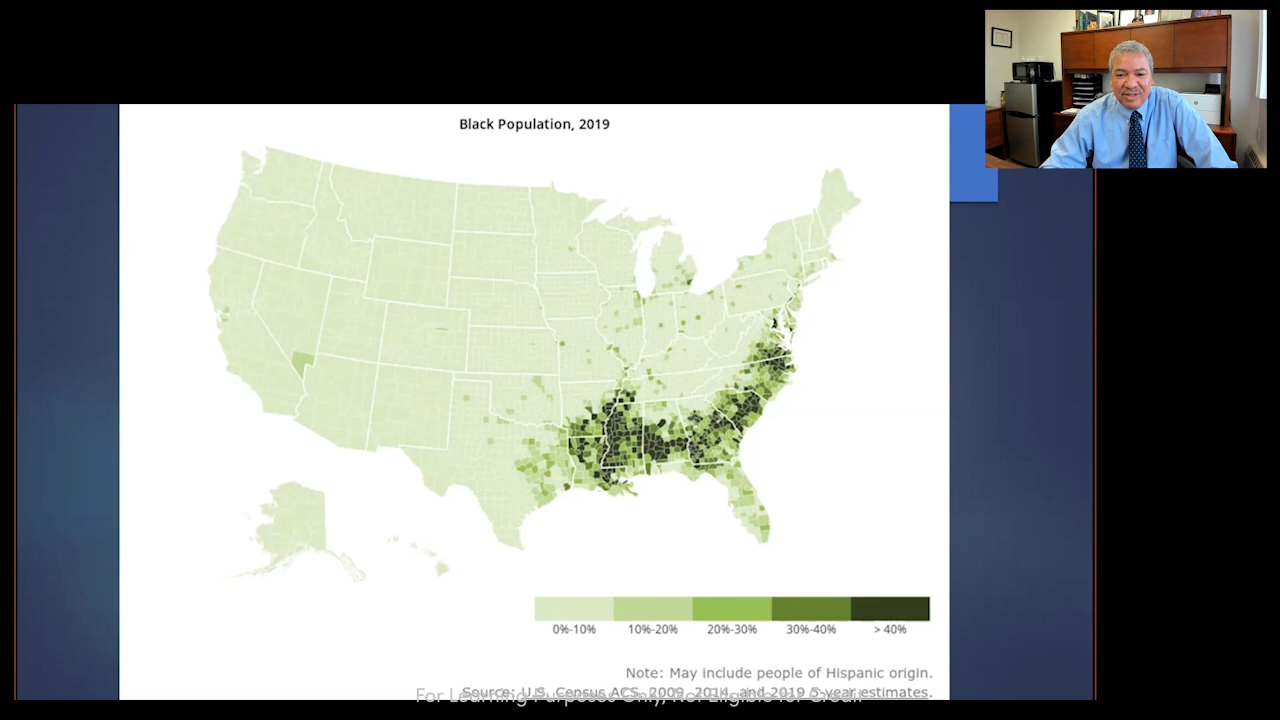 Black Population, 2019
0%-10% 10%-20% 20%-30% 30%-40% > 40%
Note: May include people of Hispanic origin.
Source: U.S. Census ACS, 2009, 2014, and 2019 5-year estimates.
For Learning Purposes Only, Not Eligible for Credit